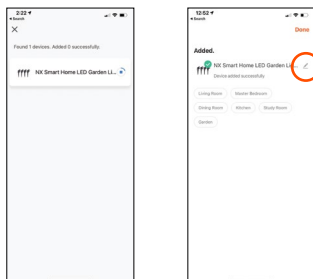 2:22
Search
Found 1 devices. Added 0 successfully.
NX Smart Home LED Garden Li...
12:52
Search
Done
Added.
NX Smart Home LED Garden Li...
Device added successfully
Living Room
Master Bedroom
Dining Room
Kitchen
Study Room
Garden